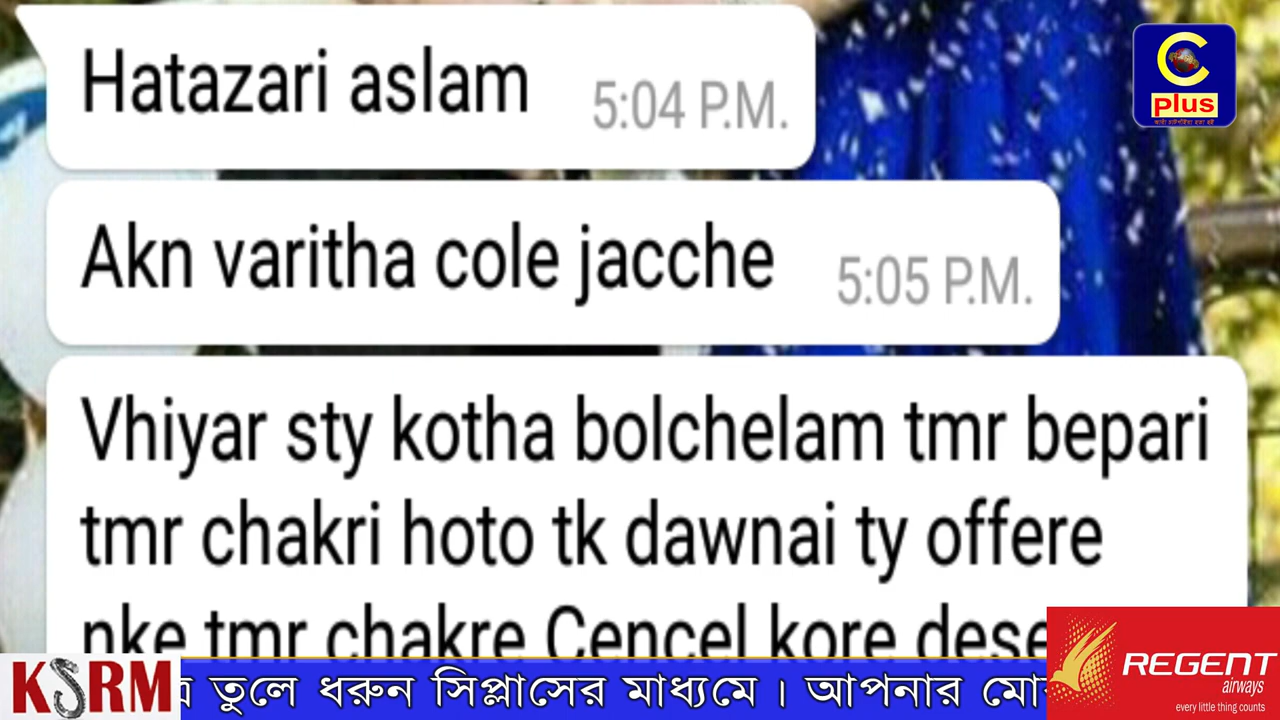 Hatazari aslam 5:04 P.M.
C
plus
Akn varitha cole jacche 5:05 P.M.
Vhiyar sty kotha bolchelam tmr bepari
tmr chakri hoto tk dawnai ty offere
nke tmr chakre Cencel kore dese
KSRM
তুলে ধরুন সিপ্লাসের মাধ্যমে। আপনার
REGENT
airways
every little thing counts